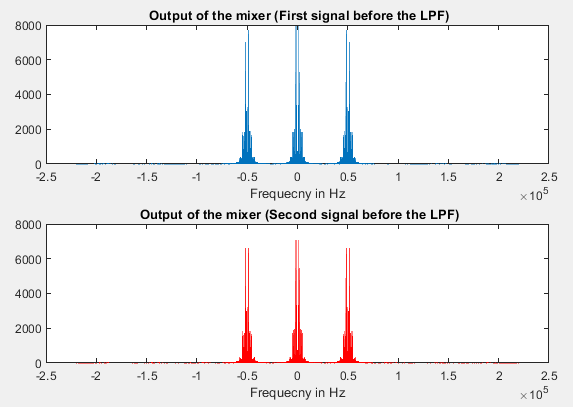 Output of the mixer (First signal before the LPF)
8000
6000
4000
2000
0
-2.5 -2 -1.5 -1 -0.5 0 0.5 1 1.5 2 2.5
Frequecny in Hz
×10^5
Output of the mixer (Second signal before the LPF)
8000
6000
4000
2000
0
-2.5 -2 -1.5 -1 -0.5 0 0.5 1 1.5 2 2.5
Frequecny in Hz
×10^5